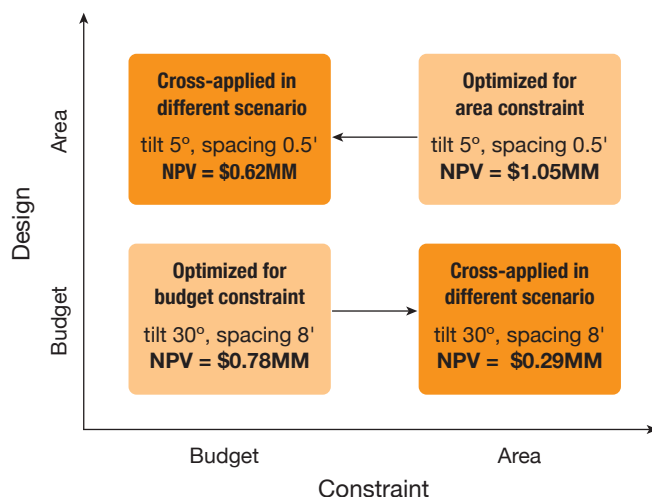 Design
Area
Budget
Cross-applied in
different scenario
tilt 5º, spacing 0.5'
NPV = $0.62MM
Optimized for
area constraint
tilt 5º, spacing 0.5'
NPV = $1.05MM
Optimized for
budget constraint
tilt 30º, spacing 8'
NPV = $0.78MM
Cross-applied in
different scenario
tilt 30º, spacing 8'
NPV = $0.29MM
Budget
Area
Constraint